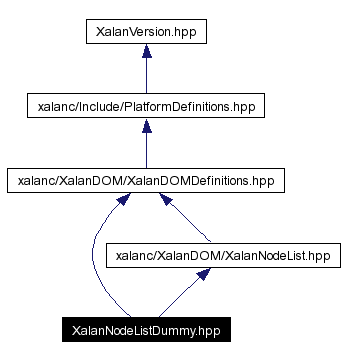 XalanVersion.hpp
xalanc/Include/PlatformDefinitions.hpp
xalanc/XalanDOM/XalanDOMDefinitions.hpp
xalanc/XalanDOM/XalanNodeList.hpp
XalanNodeListDummy.hpp